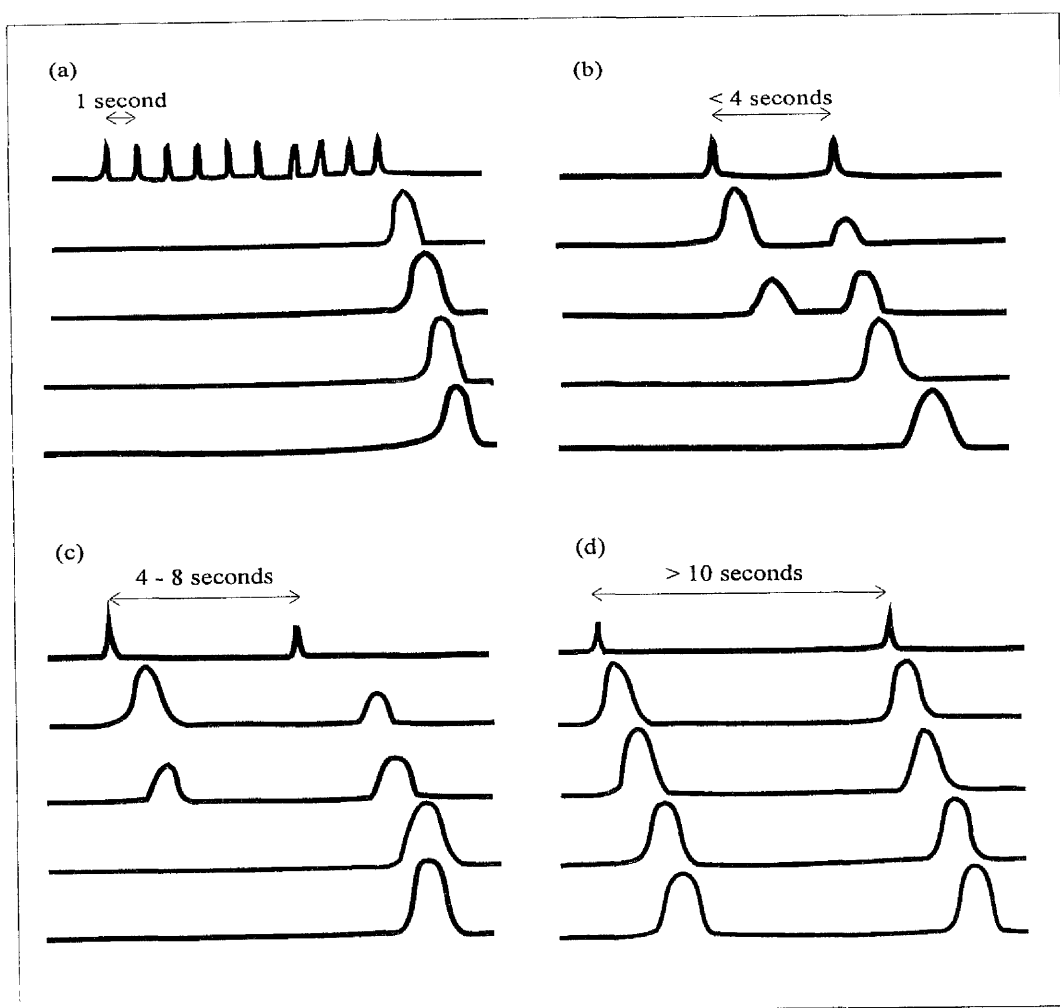 (a)
1 second
(b)
< 4 seconds
(c)
4 - 8 seconds
(d)
> 10 seconds